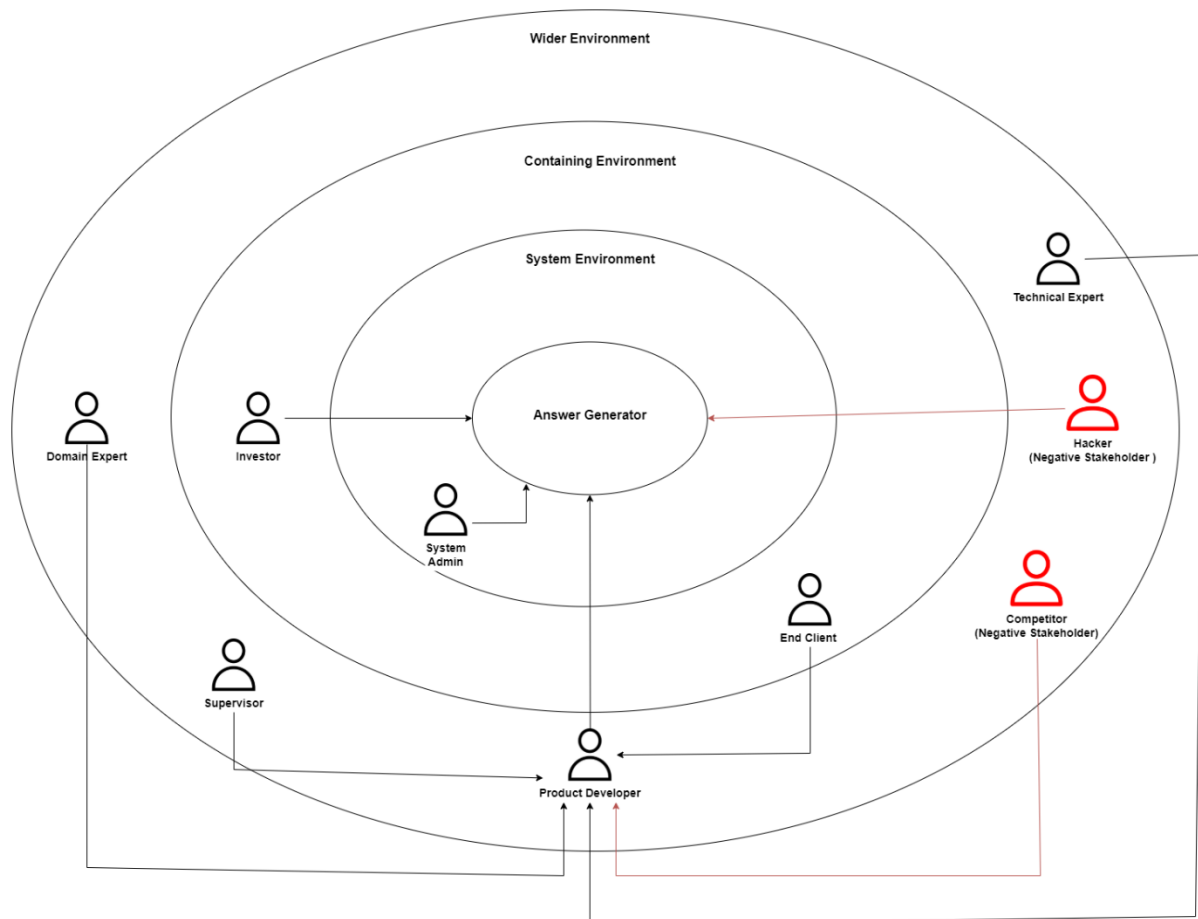 Wider Environment
Containing Environment
System Environment
Technical Expert
Answer Generator
Domain Expert
Investor
Hacker
(Negative Stakeholder )
System
Admin
End Client
Competitor
(Negative Stakeholder)
Supervisor
Product Developer